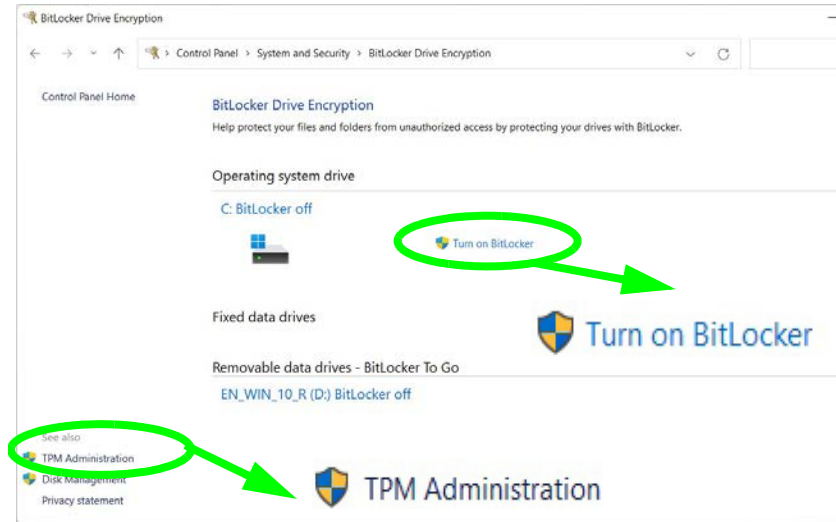 BitLocker Drive Encryption
Control Panel > System and Security > BitLocker Drive Encryption
Control Panel Home
BitLocker Drive Encryption
Help protect your files and folders from unauthorized access by protecting your drives with BitLocker.
Operating system drive
C: BitLocker off
Turn on BitLocker
Fixed data drives
Turn on BitLocker
Removable data drives - BitLocker To Go
EN_WIN_10_R (D:) BitLocker off
See also
TPM Administration
Disk Management
TPM Administration
Privacy statement